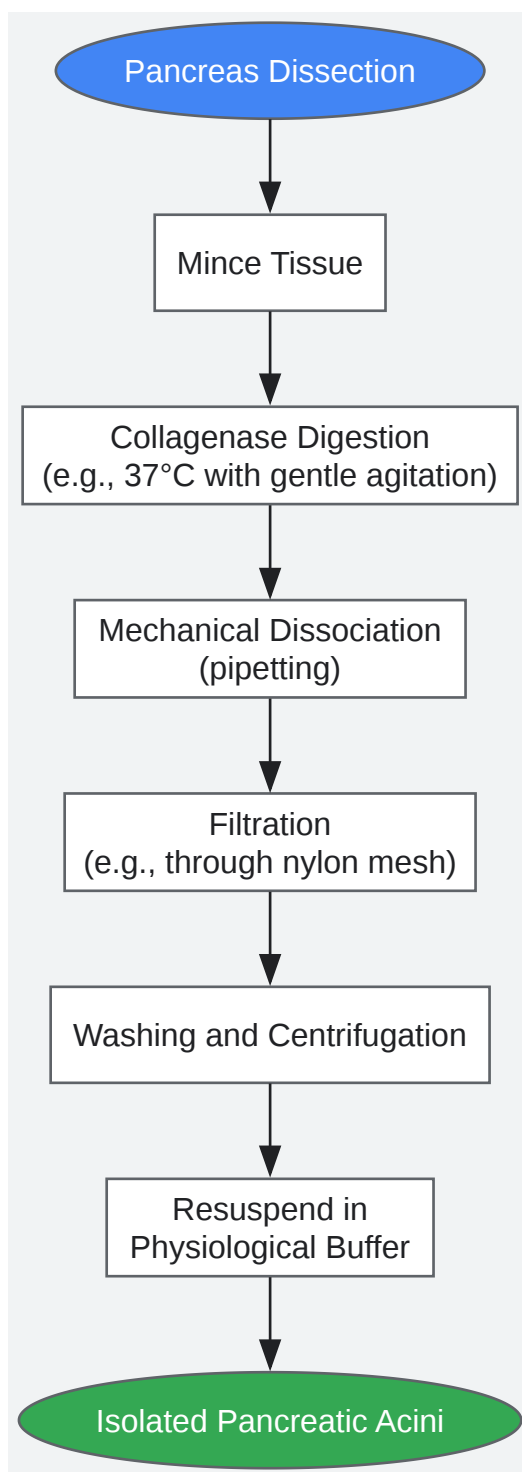 Pancreas Dissection
Mince Tissue
Collagenase Digestion
(e.g., 37°C with gentle agitation)
Mechanical Dissociation
(pipetting)
Filtration
(e.g., through nylon mesh)
Washing and Centrifugation
Resuspend in
Physiological Buffer
Isolated Pancreatic Acini